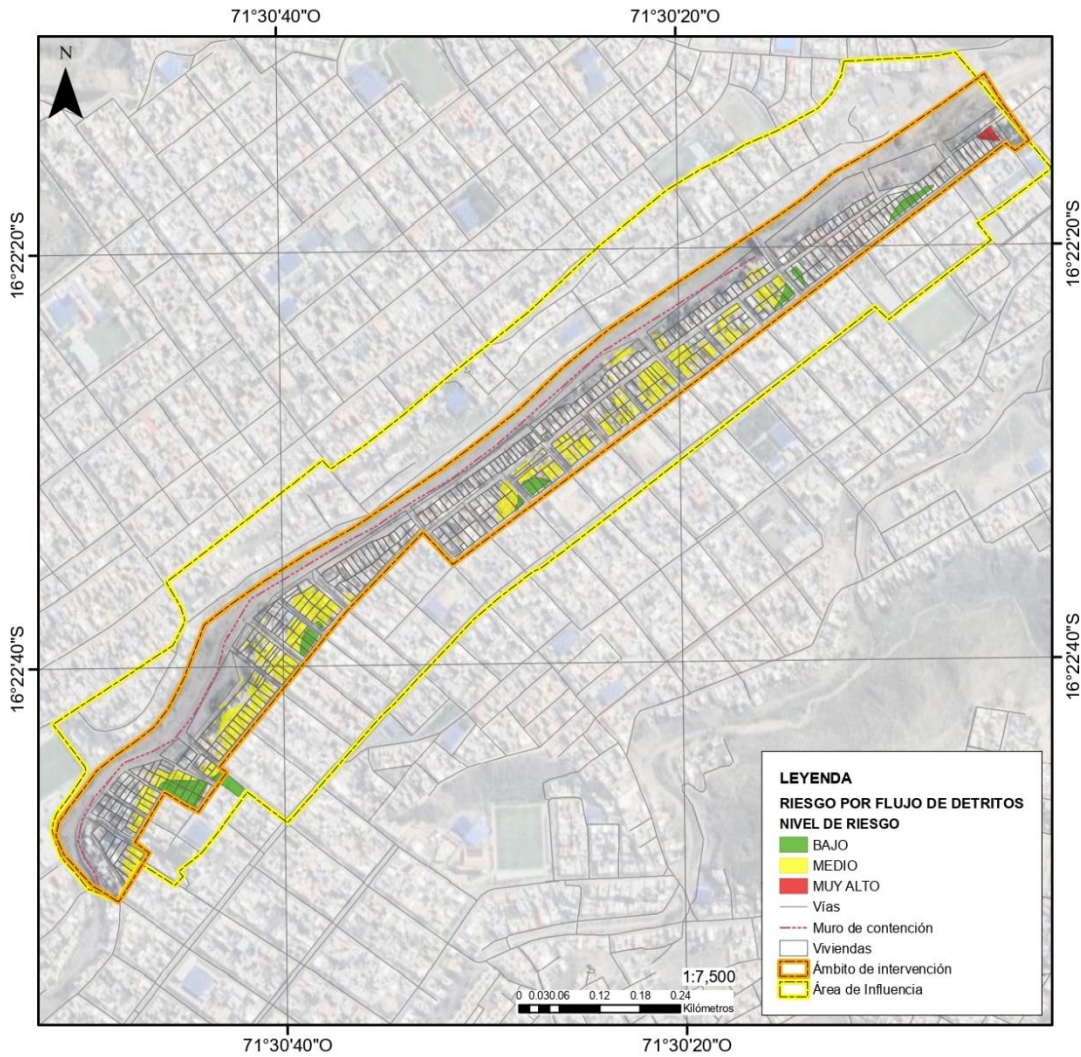 71°30'40"O
71°30'20"O
N
16°22'20"S
16°22'20"S
16°22'40"S
16°22'40"S
LEYENDA
RIESGO POR FLUJO DE DETRITOS
NIVEL DE RIESGO
BAJO
MEDIO
MUY ALTO
Vías
Muro de contención
Viviendas
Ámbito de intervención
Área de Influencia
1:7,500
0 0.030.06 0.12 0.18 0.24
Kilómetros
71°30'40"O
71°30'20"O